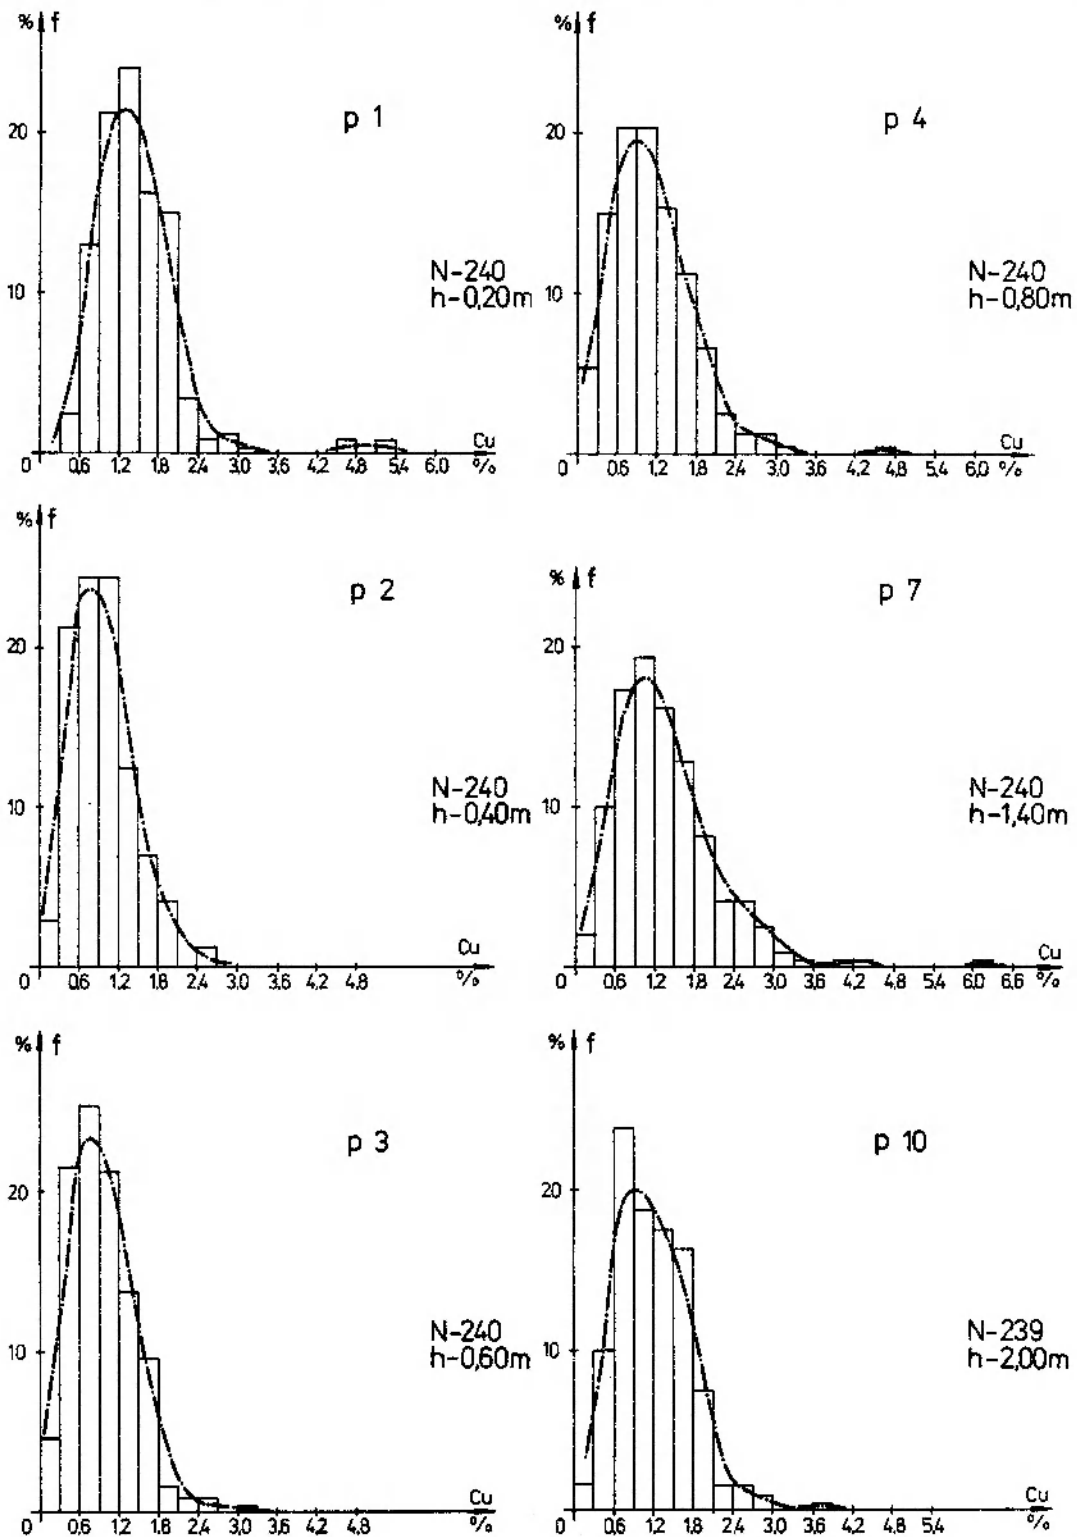 % f
p 1
20
10
N-240
h-0,20m
Cu
%
0 0,6 1,2 1,8 2,4 3,0 3,6 4,2 4,8 5,4 6,0
% f
p 4
20
10
N-240
h-0,80m
Cu
%
0 0,6 1,2 1,8 2,4 3,0 3,6 4,2 4,8 5,4 6,0
% f
p 2
20
10
N-240
h-0,40m
Cu
%
0 0,6 1,2 1,8 2,4 3,0 3,6 4,2 4,8
% f
p 7
20
10
N-240
h-1,40m
Cu
%
0 0,6 1,2 1,8 2,4 3,0 3,6 4,2 4,8 5,4 6,0 6,6
% f
p 3
20
10
N-240
h-0,60m
Cu
%
0 0,6 1,2 1,8 2,4 3,0 3,6 4,2 4,8
% f
p 10
20
10
N-239
h-2,00m
Cu
%
0 0,6 1,2 1,8 2,4 3,0 3,6 4,2 4,8 5,4